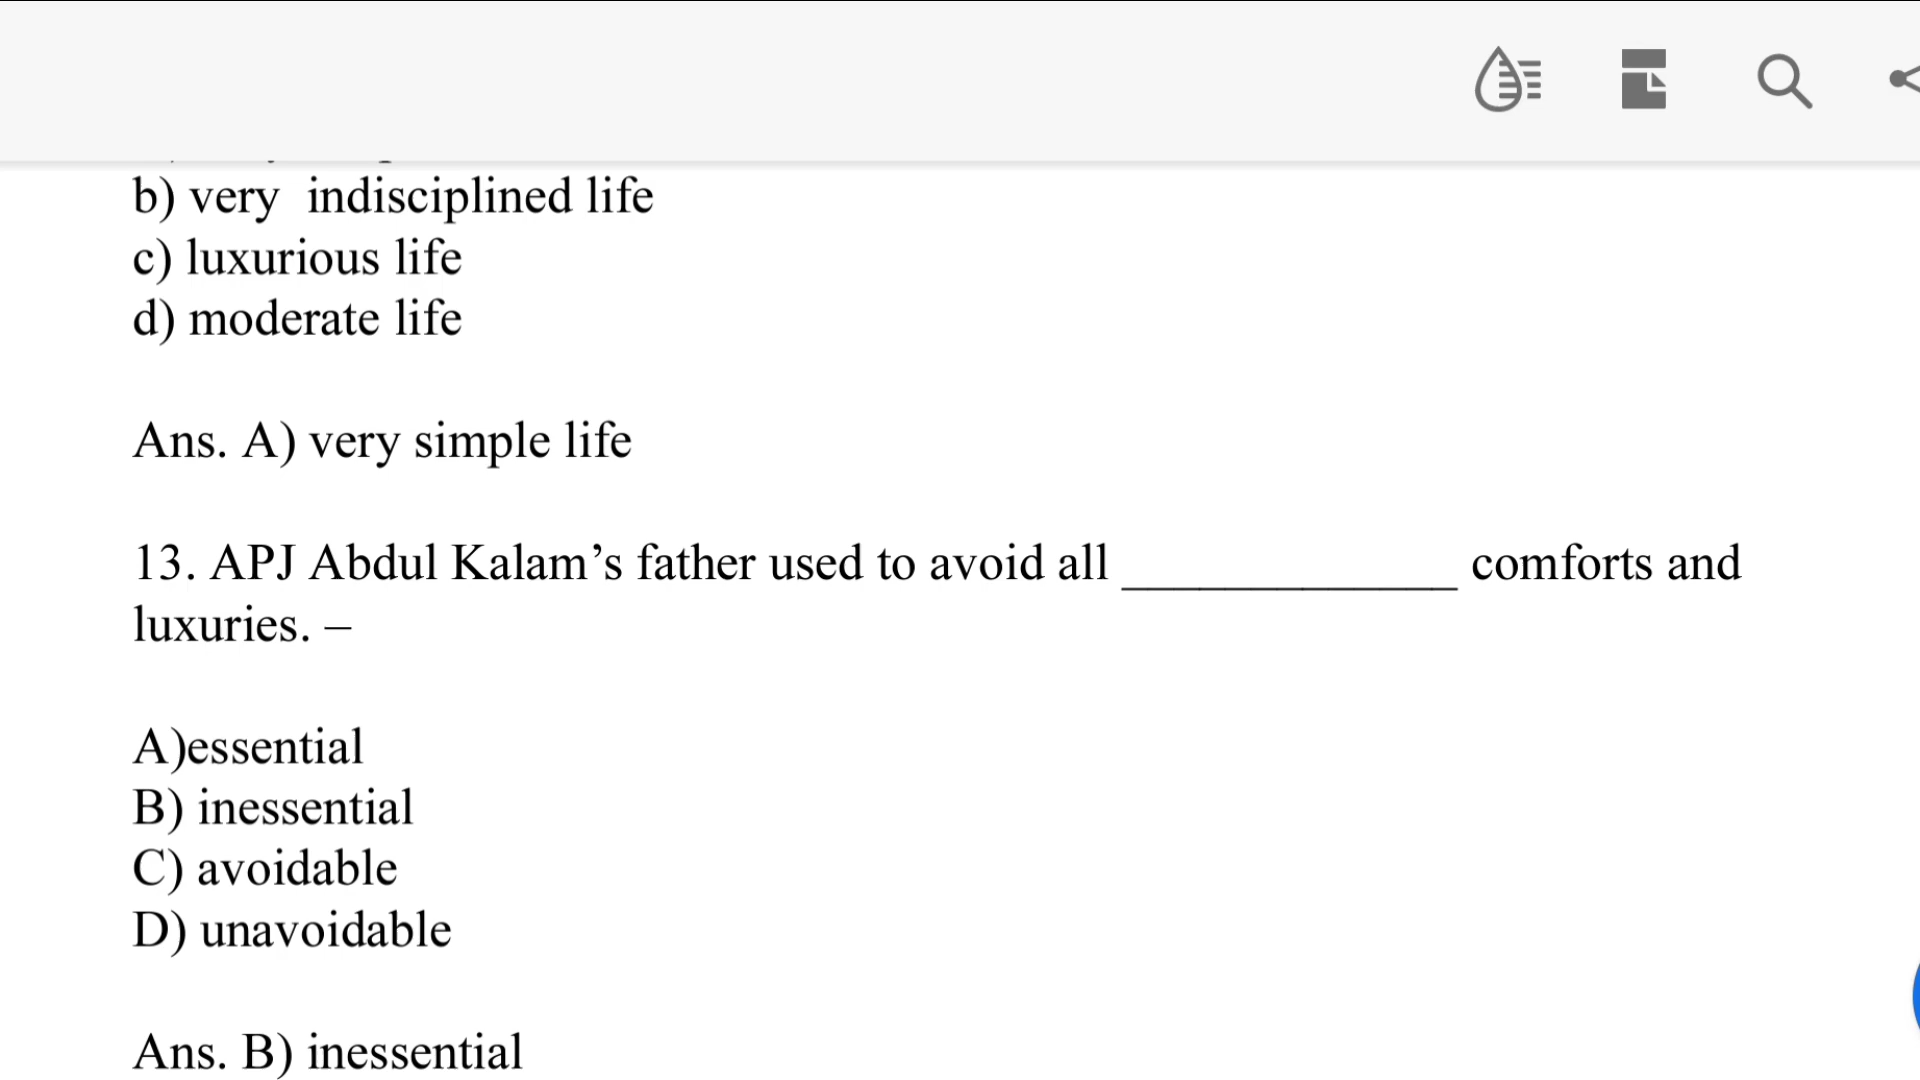 b) very indisciplined life
c) luxurious life
d) moderate life
Ans. A) very simple life
13. APJ Abdul Kalam’s father used to avoid all ______________ comforts and
luxuries. –
A)essential
B) inessential
C) avoidable
D) unavoidable
Ans. B) inessential